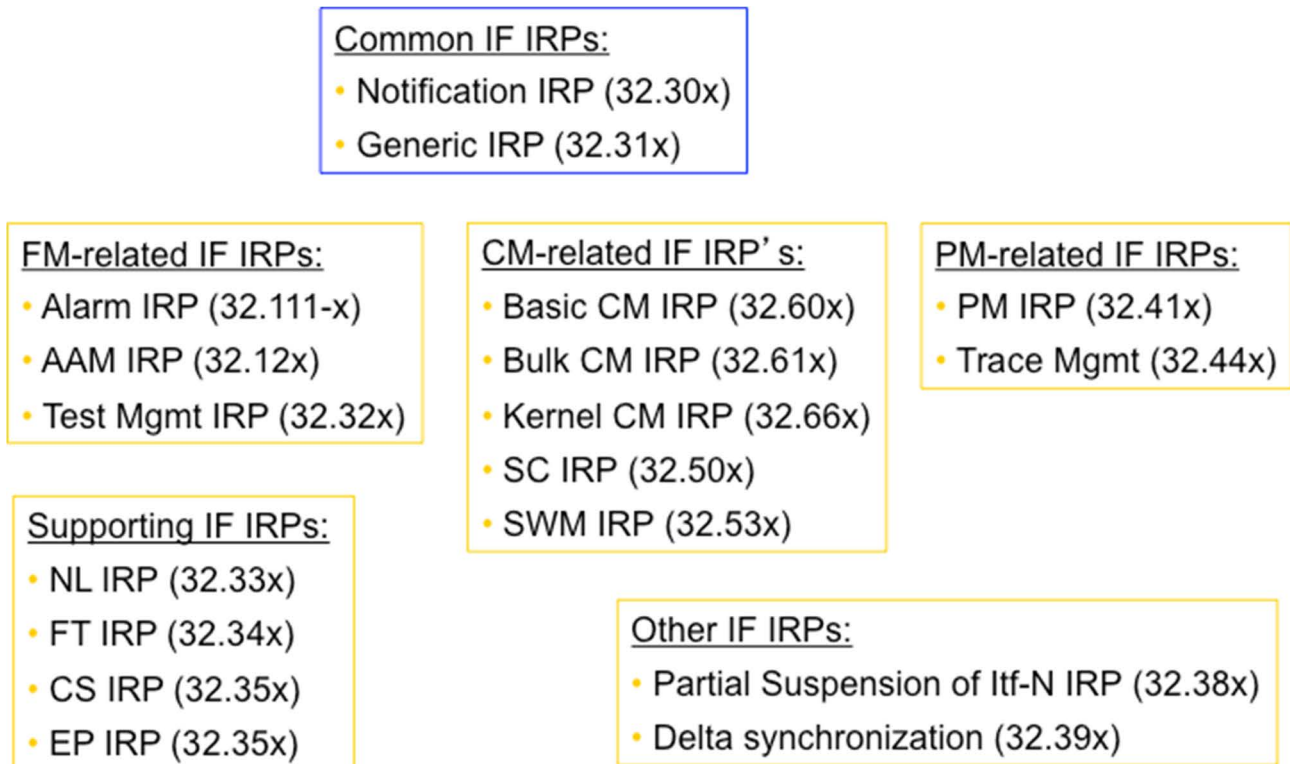 Common IF IRPs:
• Notification IRP (32.30x)
• Generic IRP (32.31x)
FM-related IF IRPs:
• Alarm IRP (32.111-x)
• AAM IRP (32.12x)
• Test Mgmt IRP (32.32x)
CM-related IF IRP’s:
• Basic CM IRP (32.60x)
• Bulk CM IRP (32.61x)
• Kernel CM IRP (32.66x)
• SC IRP (32.50x)
• SWM IRP (32.53x)
PM-related IF IRPs:
• PM IRP (32.41x)
• Trace Mgmt (32.44x)
Supporting IF IRPs:
• NL IRP (32.33x)
• FT IRP (32.34x)
• CS IRP (32.35x)
• EP IRP (32.35x)
Other IF IRPs:
• Partial Suspension of Itf-N IRP (32.38x)
• Delta synchronization (32.39x)